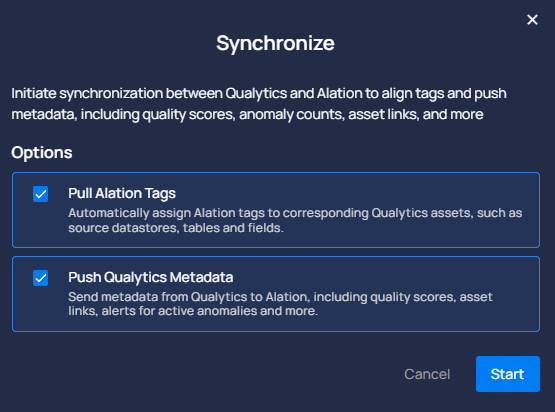 Synchronize
Initiate synchronization between Qualytics and Alation to align tags and push
metadata, including quality scores, anomaly counts, asset links, and more
Options
Pull Alation Tags
Automatically assign Alation tags to corresponding Qualytics assets, such as
source datastores, tables and fields.
Push Qualytics Metadata
Send metadata from Qualytics to Alation, including quality scores, asset
links, alerts for active anomalies and more.
Cancel
Start